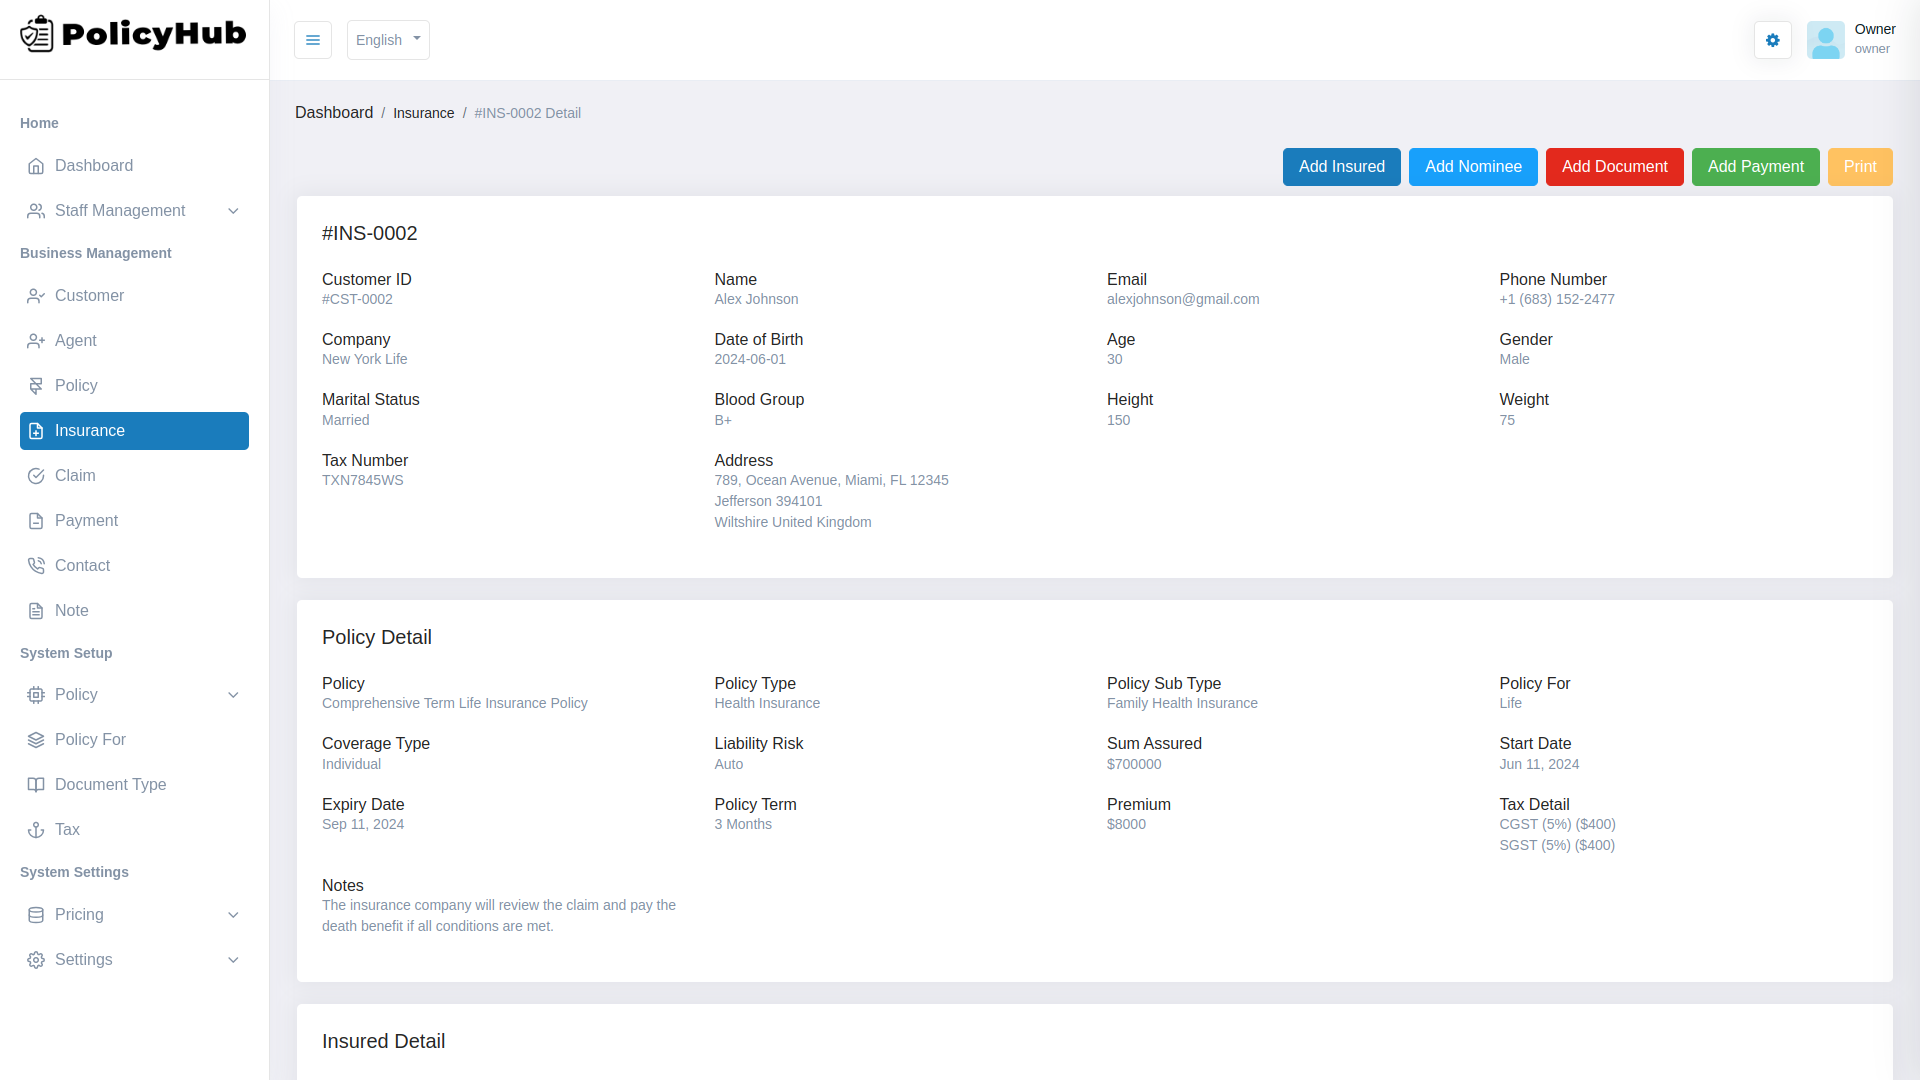 PolicyHub
English
Owner
owner
Home
Dashboard
Staff Management
Business Management
Customer
Agent
Policy
Insurance
Claim
Payment
Contact
Note
System Setup
Policy
Policy For
Document Type
Tax
System Settings
Pricing
Settings
Dashboard / Insurance / #INS-0002 Detail
Add Insured Add Nominee Add Document Add Payment Print
#INS-0002
Customer ID Name Email Phone Number
#CST-0002 Alex Johnson alexjohnson@gmail.com +1 (683) 152-2477
Company Date of Birth Age Gender
New York Life 2024-06-01 30 Male
Marital Status Blood Group Height Weight
Married B+ 150 75
Tax Number Address
TXN7845WS 789, Ocean Avenue, Miami, FL 12345
Jefferson 394101
Wiltshire United Kingdom
Policy Detail
Policy Policy Type Policy Sub Type Policy For
Comprehensive Term Life Insurance Policy Health Insurance Family Health Insurance Life
Coverage Type Liability Risk Sum Assured Start Date
Individual Auto $700000 Jun 11, 2024
Expiry Date Policy Term Premium Tax Detail
Sep 11, 2024 3 Months $8000 CGST (5%) ($400)
SGST (5%) ($400)
Notes
The insurance company will review the claim and pay the
death benefit if all conditions are met.
Insured Detail